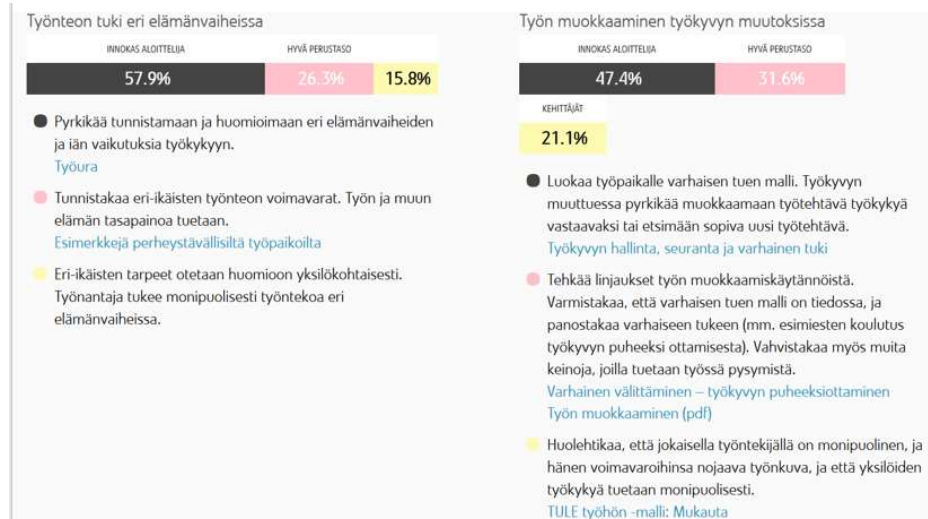 Työnteon tuki eri elämänvaiheissa
INNOKAS ALOITTELIJA
HYVÄ PERUSTASO
57.9%
26.3%
15.8%
Pyrkikää tunnistamaan ja huomioimaan eri elämänvaiheiden
ja iän vaikutuksia työkykyyn.
Työura
Tunnistakaa eri-ikäisten työnteon voimavarat. Työn ja muun
elämän tasapainoa tuetaan.
Esimerkkejä perheystävällisiltä työpaikoilta
Eri-ikäisten tarpeet otetaan huomioon yksilökohtaisesti.
Työnantaja tukee monipuolisesti työntekoa eri
elämänvaiheissa.
Työn muokkaaminen työkyvyn muutoksissa
INNOKAS ALOITTELIJA
HYVÄ PERUSTASO
47.4%
31.6%
KEHITTÄJÄT
21.1%
Luokaa työpaikalle varhaisen tuen malli. Työkyvyn
muuttuessa pyrkikää muokkaamaan työtehtävä työkykyä
vastaavaksi tai etsimään sopiva uusi työtehtävä.
Työkyvyn hallinta, seuranta ja varhainen tuki
Tehkää linjaukset työn muokkaamiskäytännöistä.
Varmistakaa, että varhaisen tuen malli on tiedossa, ja
panostakaa varhaiseen tukeen (mm. esimiesten koulutus
työkyvyn puheeksi ottamisesta). Vahvistakaa myös muita
keinoja, joilla tuetaan työssä pysymistä.
Varhainen välittäminen – työkyvyn puheeksiottaminen
Työn muokkaaminen (pdf)
Huolehtikaa, että jokaisella työntekijällä on monipuolinen, ja
hänen voimavaroihinsa nojaava työnkuva, ja että yksilöiden
työkykyä tuetaan monipuolisesti.
TULE työhön -malli: Mukauta